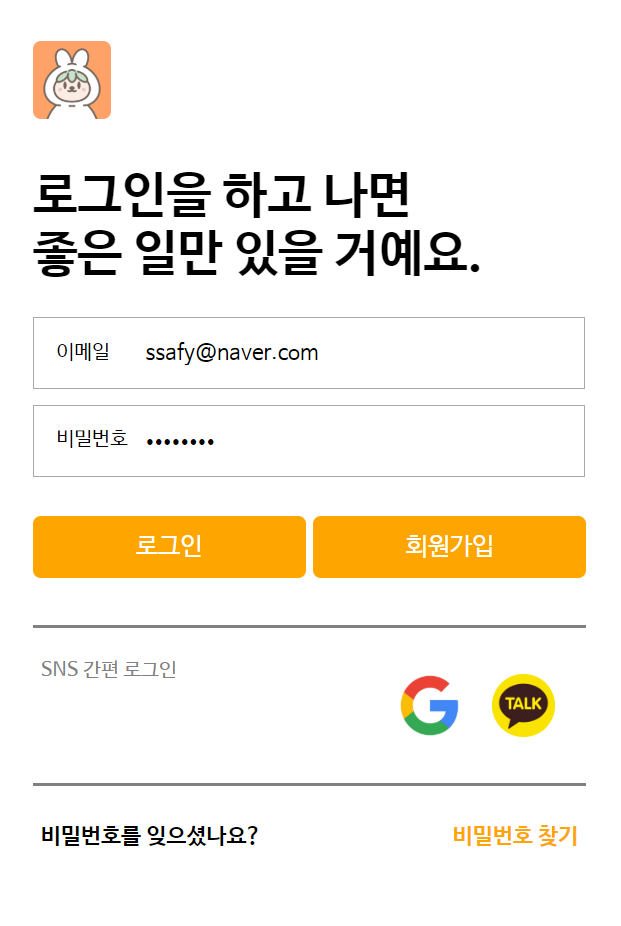 로그인을 하고 나면
좋은 일만 있을 거예요.
이메일 ssafy@naver.com
비밀번호 ••••••••
로그인 회원가입
SNS 간편 로그인
TALK
비밀번호를 잊으셨나요? 비밀번호 찾기